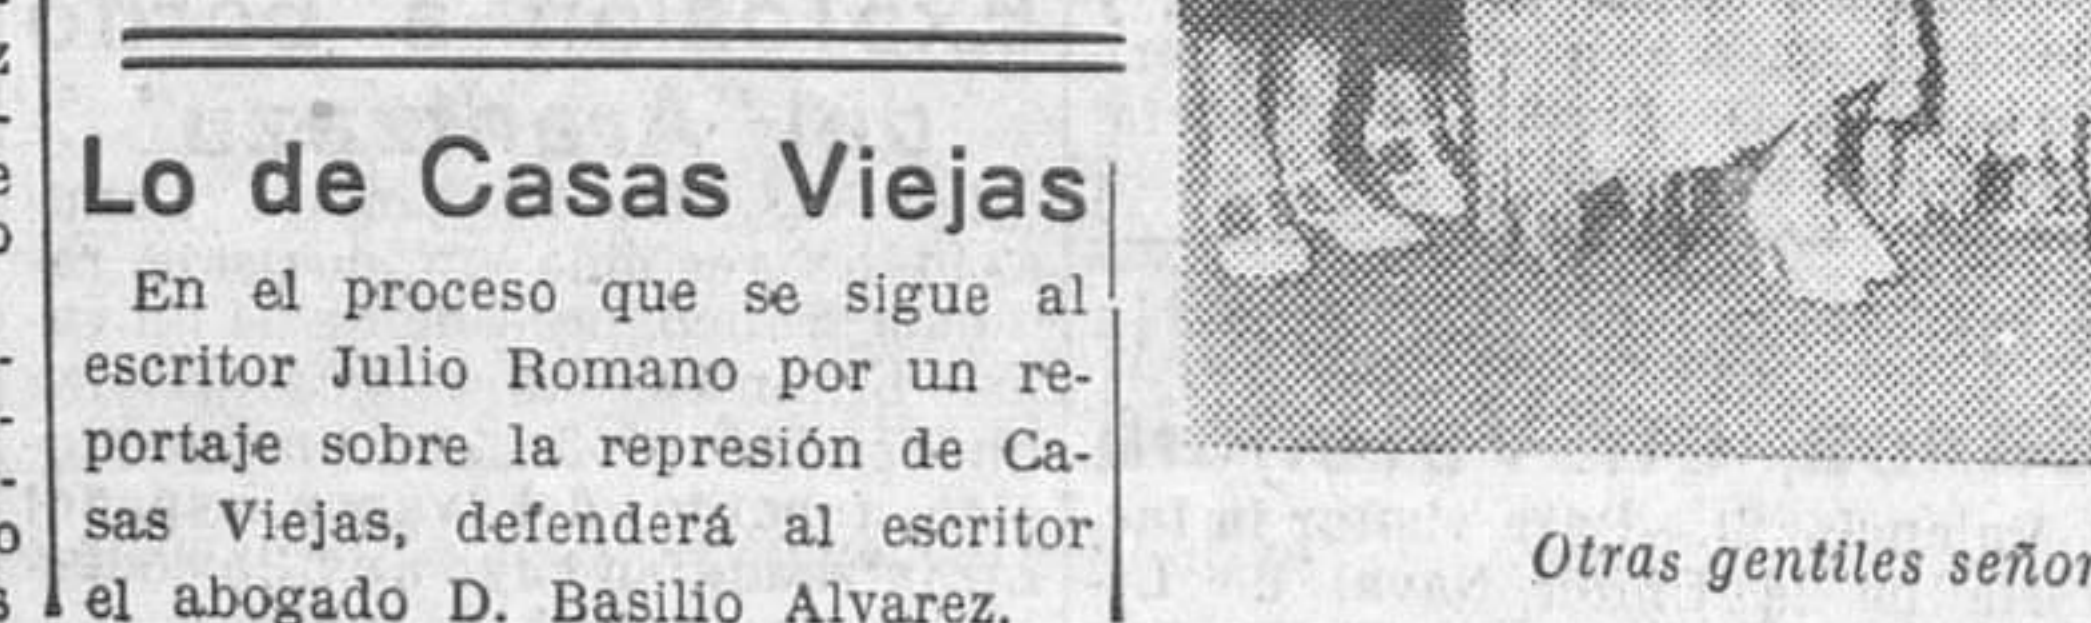 Lo de Casas Viejas
En el proceso que se sigue al
escritor Julio Romano por un re-
portaje sobre la represión de Ca-
sas Viejas, defenderá al escritor
el abogado D. Basilio Alvarez.
Otras gentiles